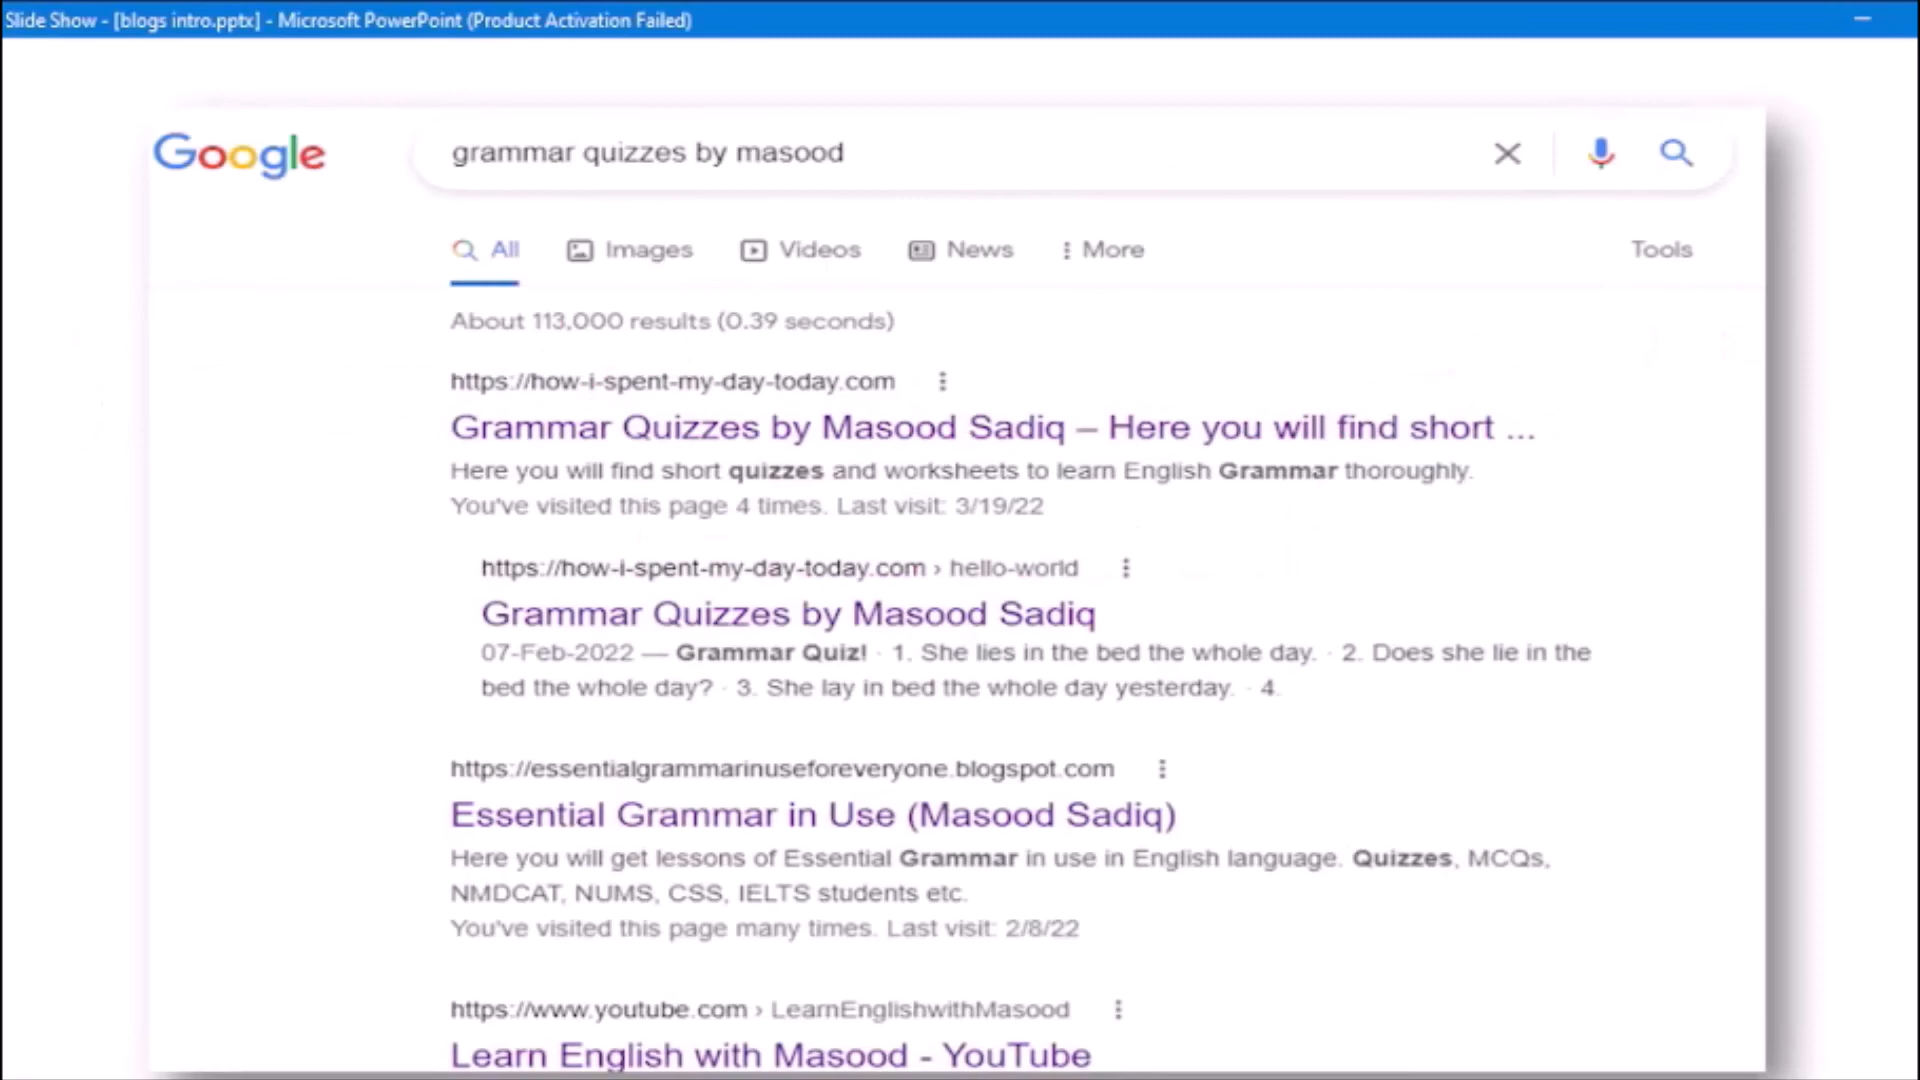 Slide Show - [blogs intro.pptx] - Microsoft PowerPoint (Product Activation Failed)
Google
grammar quizzes by masood
All Images Videos News More Tools
About 113,000 results (0.39 seconds)
https://how-i-spent-my-day-today.com
Grammar Quizzes by Masood Sadiq – Here you will find short ...
Here you will find short quizzes and worksheets to learn English Grammar thoroughly.
You've visited this page 4 times. Last visit: 3/19/22
https://how-i-spent-my-day-today.com › hello-world
Grammar Quizzes by Masood Sadiq
07-Feb-2022 — Grammar Quiz! · 1. She lies in the bed the whole day. · 2. Does she lie in the
bed the whole day? · 3. She lay in bed the whole day yesterday. · 4.
https://essentialgrammarinuseforeveryone.blogspot.com
Essential Grammar in Use (Masood Sadiq)
Here you will get lessons of Essential Grammar in use in English language. Quizzes, MCQs,
NMDCAT, NUMS, CSS, IELTS students etc.
You've visited this page many times. Last visit: 2/8/22
https://www.youtube.com › LearnEnglishwithMasood
Learn English with Masood - YouTube